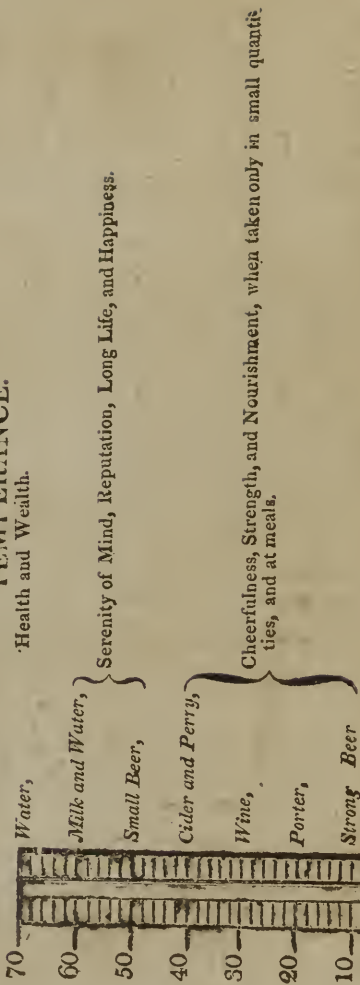 TEMPERANCE.
70 Water, Health and Wealth.
60 Milk and Water,
Serenity of Mind, Reputation, Long Life, and Happiness.
50 Small Beer,
40 Cider and Perry,
30 Wine,
Cheerfulness, Strength, and Nourishment, when taken only in small quanti-
ties, and at meals.
20 Porter,
10 Strong Beer